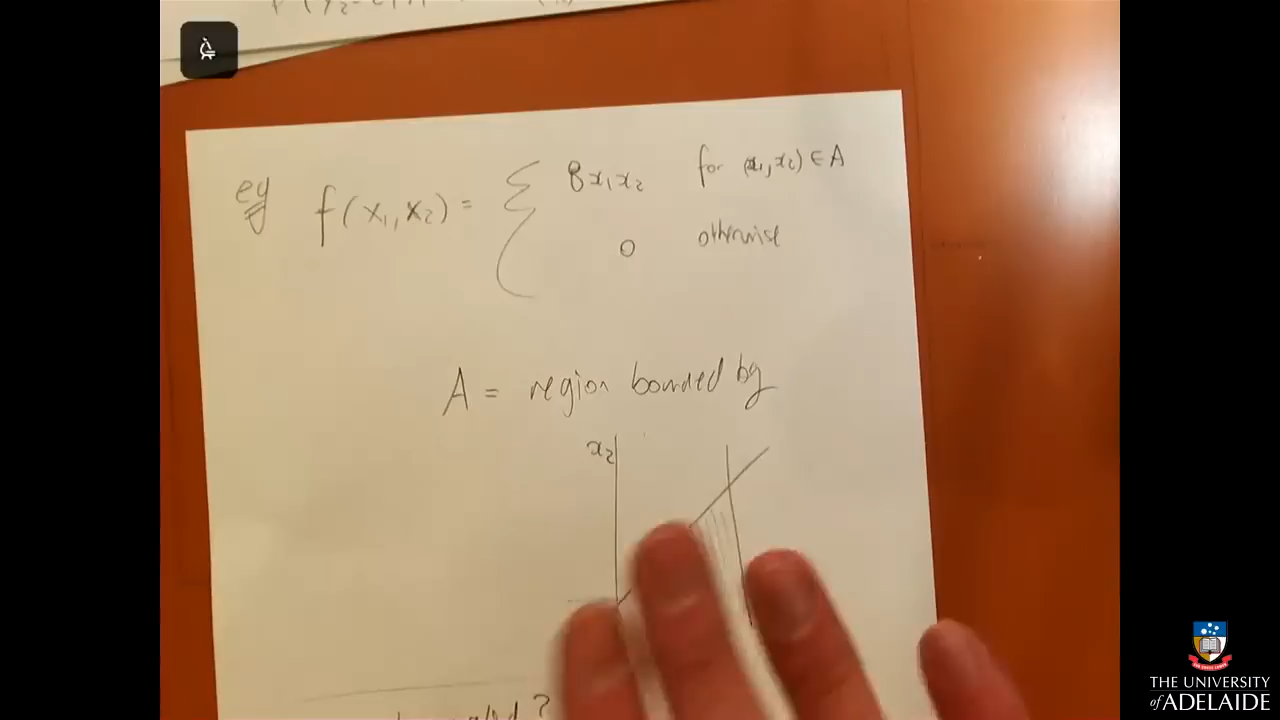 eg f(x₁,x₂) = { 8x₁x₂ for (x₁,x₂) ∈ A
0 otherwise
A = region bounded by
x₂
?
THE UNIVERSITY
of ADELAIDE